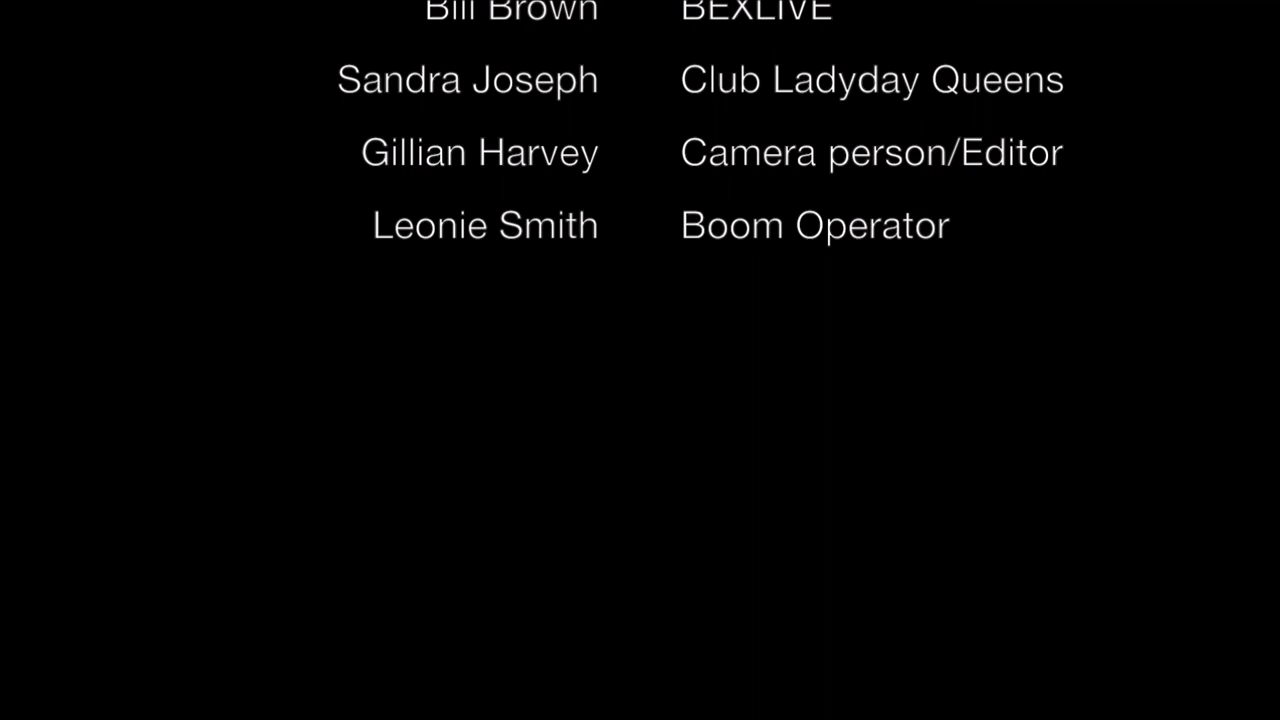 Bill Brown BEXLIVE
Sandra Joseph Club Ladyday Queens
Gillian Harvey Camera person/Editor
Leonie Smith Boom Operator